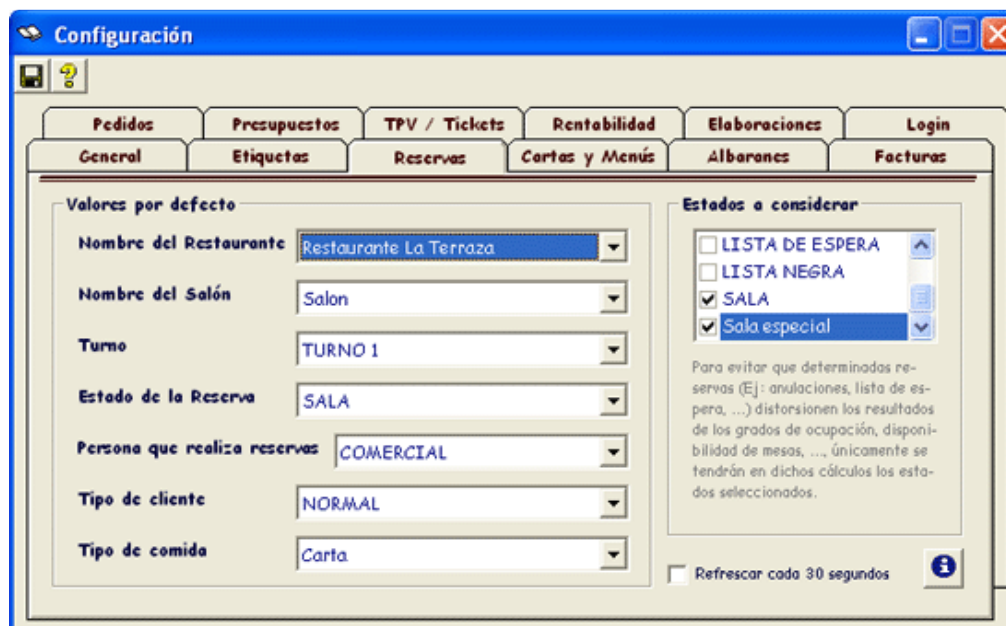 Configuración
Pedidos Presupuestos TPV / Tickets Rentabilidad Elaboraciones Login
General Etiquetas Reservas Cartas y Menús Albaranes Facturas
Valores por defecto
Nombre del Restaurante Restaurante La Terraza
Nombre del Salón Salon
Turno TURNO 1
Estado de la Reserva SALA
Persona que realiza reservas COMERCIAL
Tipo de cliente NORMAL
Tipo de comida Carta
Estados a considerar
LISTA DE ESPERA
LISTA NEGRA
SALA
Sala especial
Para evitar que determinadas re-
servas (Ej: anulaciones, lista de es-
pera, ...) distorsionen los resultados
de los grados de ocupación, disponi-
bilidad de mesas, ..., únicamente se
tendrán en dichos cálculos los esta-
dos seleccionados.
Refrescar cada 30 segundos